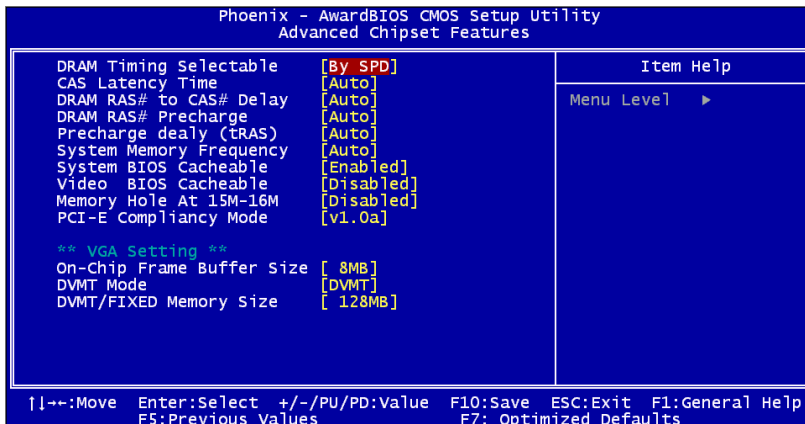 Phoenix - AwardBIOS CMOS Setup Utility
Advanced Chipset Features
DRAM Timing Selectable [By SPD]
CAS Latency Time [Auto]
DRAM RAS# to CAS# Delay [Auto]
DRAM RAS# Precharge [Auto]
Precharge dealy (tRAS) [Auto]
System Memory Frequency [Auto]
System BIOS Cacheable [Enabled]
Video BIOS Cacheable [Disabled]
Memory Hole At 15M-16M [Disabled]
PCI-E Compliancy Mode [v1.0a]
** VGA Setting **
On-Chip Frame Buffer Size [ 8MB]
DVMT Mode [DVMT]
DVMT/FIXED Memory Size [ 128MB]
Item Help
Menu Level ►
↑↓→←:Move Enter:Select +/-/PU/PD:Value F10:Save ESC:Exit F1:General Help
F5:Previous Values F7: Optimized Defaults